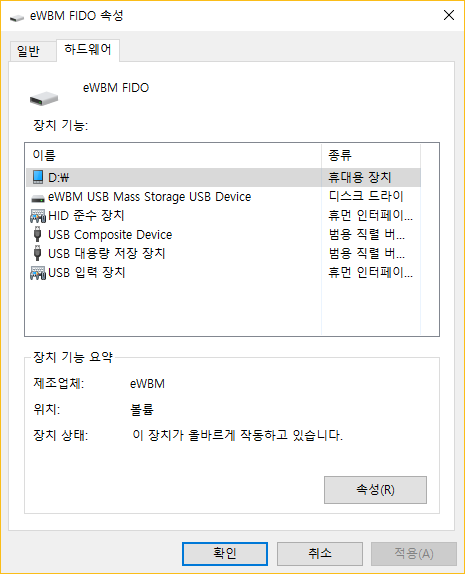 eWBM FIDO 속성
일반
하드웨어
eWBM FIDO
장치 기능:
이름 종류
D:₩ 휴대용 장치
eWBM USB Mass Storage USB Device 디스크 드라이
HID 준수 장치 휴먼 인터페이...
USB Composite Device 범용 직렬 버...
USB 대용량 저장 장치 범용 직렬 버...
USB 입력 장치 휴먼 인터페이...
장치 기능 요약
제조업체: eWBM
위치: 볼륨
장치 상태: 이 장치가 올바르게 작동하고 있습니다.
속성(R)
확인 취소 적용(A)